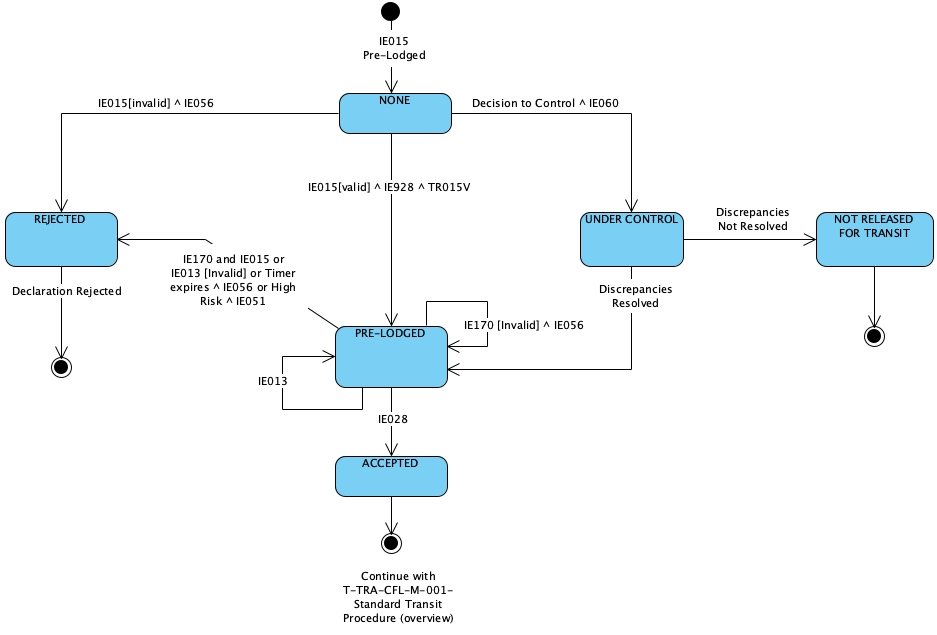 IE015
Pre-Lodged
NONE
IE015[invalid] ^ IE056
Decision to Control ^ IE060
IE015[valid] ^ IE928 ^ TR015V
REJECTED
UNDER CONTROL
Discrepancies
Not Resolved
NOT RELEASED
FOR TRANSIT
IE170 and IE015 or
IE013 [Invalid] or Timer
expires ^ IE056 or High
Risk ^ IE051
Declaration Rejected
Discrepancies
Resolved
PRE-LODGED
IE170 [Invalid] ^ IE056
IE013
IE028
ACCEPTED
Continue with
T-TRA-CFL-M-001-
Standard Transit
Procedure (overview)